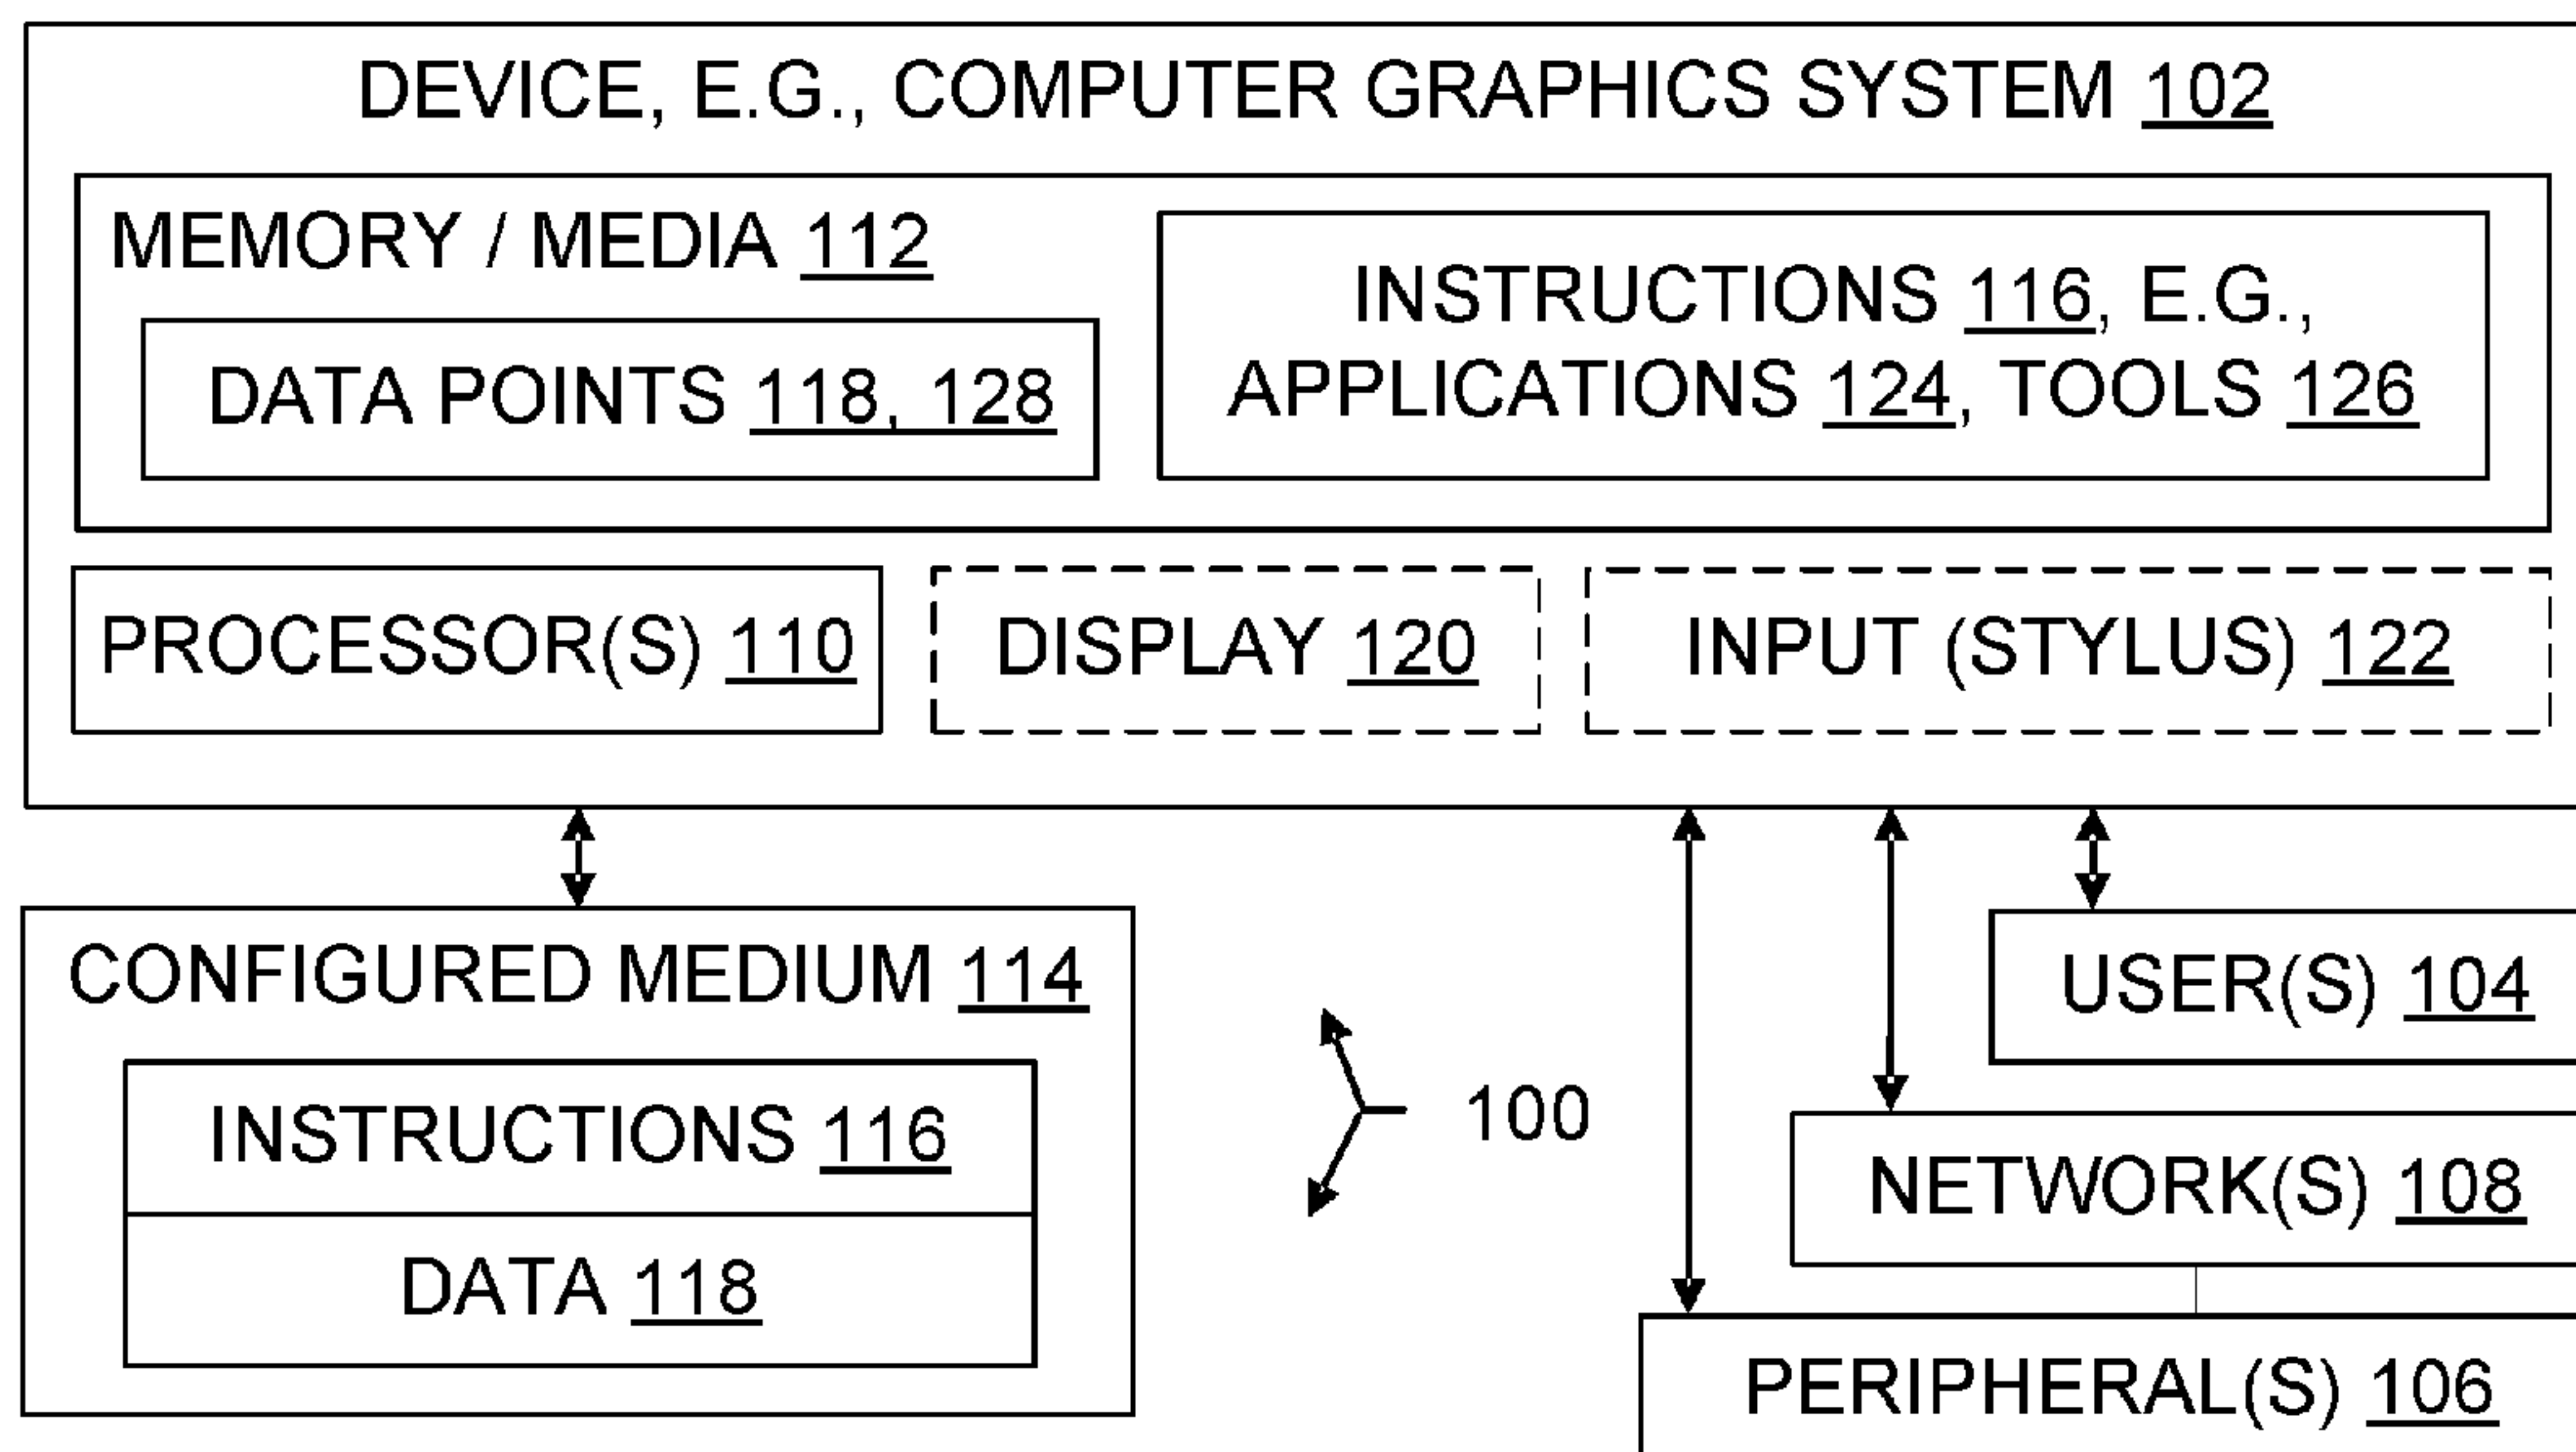 DEVICE, E.G., COMPUTER GRAPHICS SYSTEM 102
MEMORY / MEDIA 112
DATA POINTS 118, 128
INSTRUCTIONS 116, E.G.,
APPLICATIONS 124, TOOLS 126
PROCESSOR(S) 110
DISPLAY 120
INPUT (STYLUS) 122
CONFIGURED MEDIUM 114
INSTRUCTIONS 116
DATA 118
100
USER(S) 104
NETWORK(S) 108
PERIPHERAL(S) 106